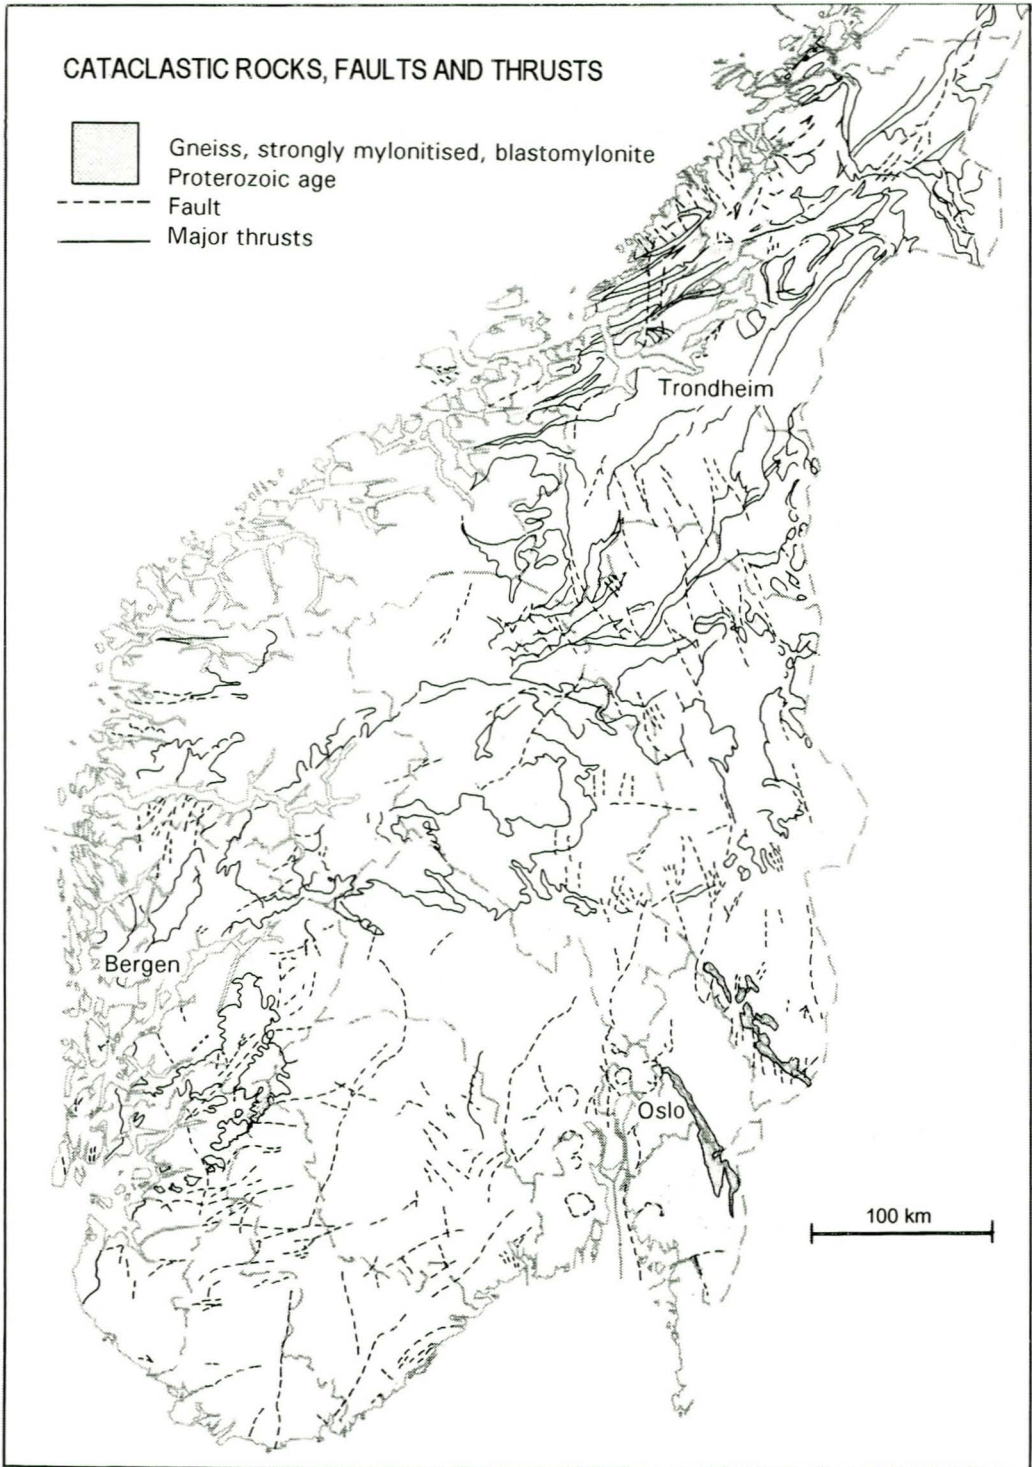 CATACLASTIC ROCKS, FAULTS AND THRUSTS
Gneiss, strongly mylonitised, blastomylonite
Proterozoic age
Fault
Major thrusts
Trondheim
Bergen
Oslo
100 km